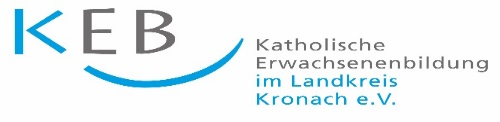 KEB
Katholische
Erwachsenenbildung
im Landkreis
Kronach e.V.